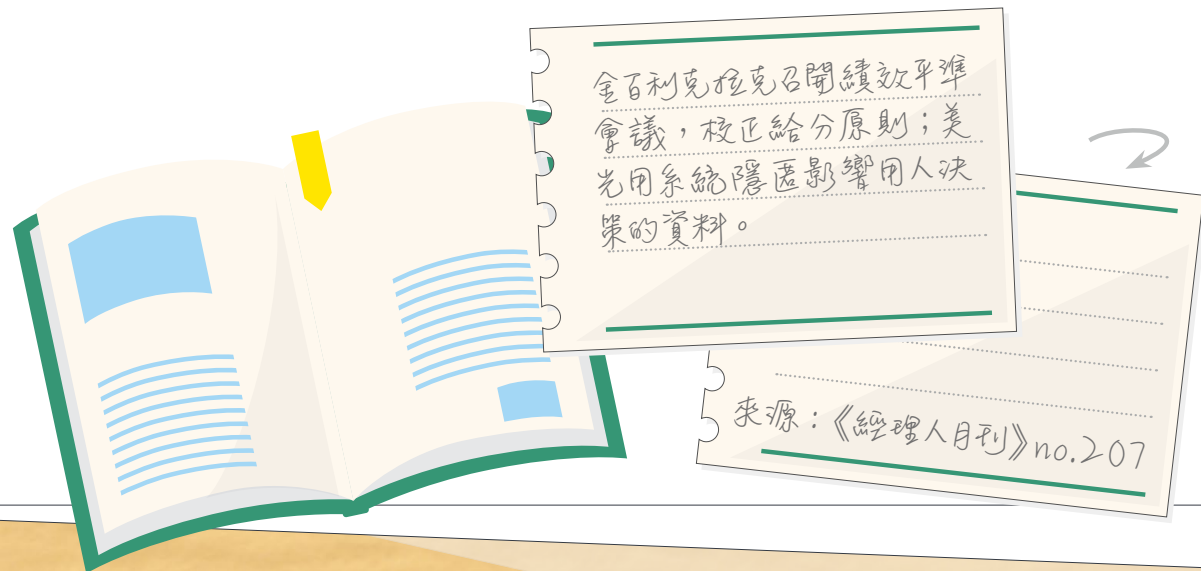 金百利克拉克召開績效平準
會議，校正給分原則；美
光用系統隱匿影響用人決
策的資料。
來源：《經理人月刊》no.207